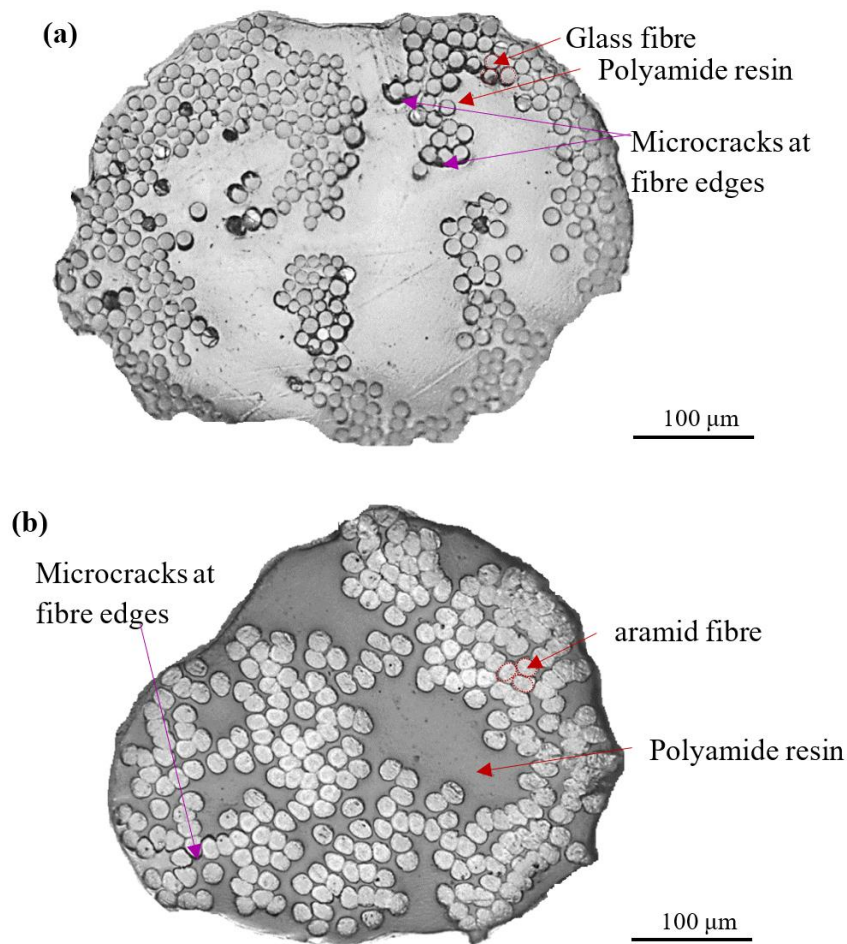 (a)
Glass fibre
Polyamide resin
Microcracks at
fibre edges
100 µm
(b)
Microcracks at
fibre edges
aramid fibre
Polyamide resin
100 µm